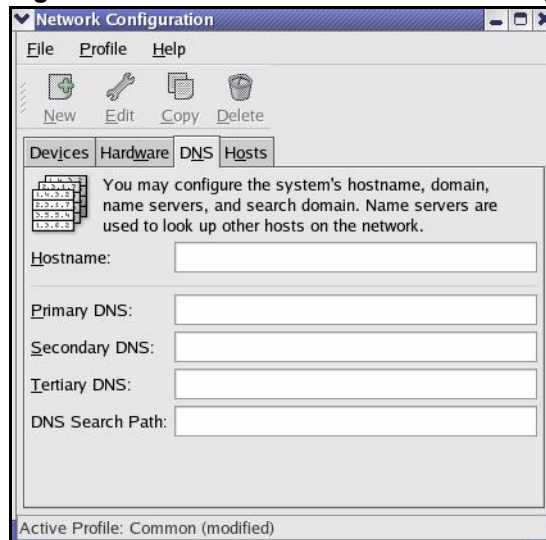 Network Configuration
File Profile Help
New Edit Copy Delete
Devices Hardware DNS Hosts
You may configure the system's hostname, domain,
name servers, and search domain. Name servers are
used to look up other hosts on the network.
Hostname:
Primary DNS:
Secondary DNS:
Tertiary DNS:
DNS Search Path:
Active Profile: Common (modified)